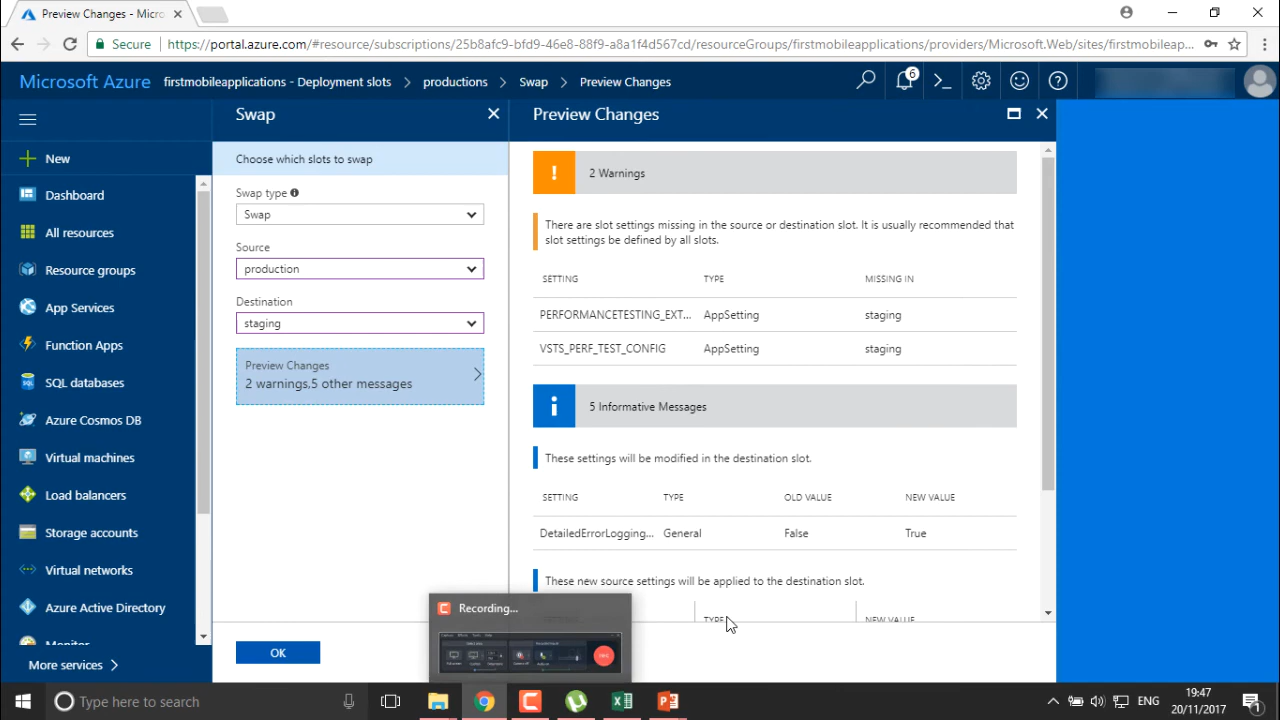 Preview Changes - Micro
Secure
https://portal.azure.com/#resource/subscriptions/25b8afc9-bfd9-46e8-88f9-a8a1f4d567cd/resourceGroups/firstmobileapplications/providers/Microsoft.Web/sites/firstmobileap...
Microsoft Azure
firstmobileapplications - Deployment slots
productions
Swap
Preview Changes
6
New
Dashboard
All resources
Resource groups
App Services
Function Apps
SQL databases
Azure Cosmos DB
Virtual machines
Load balancers
Storage accounts
Virtual networks
Azure Active Directory
Monitor
More services
Swap
Choose which slots to swap
Swap type
Swap
Source
production
Destination
staging
Preview Changes
2 warnings,5 other messages
OK
Preview Changes
2 Warnings
There are slot settings missing in the source or destination slot. It is usually recommended that
slot settings be defined by all slots.
SETTING TYPE MISSING IN
PERFORMANCETESTING_EXT... AppSetting staging
VSTS_PERF_TEST_CONFIG AppSetting staging
5 Informative Messages
These settings will be modified in the destination slot.
SETTING TYPE OLD VALUE NEW VALUE
DetailedErrorLogging... General False True
These new source settings will be applied to the destination slot.
TYPE NEW VALUE
Recording...
Type here to search
ENG
19:47
20/11/2017
1